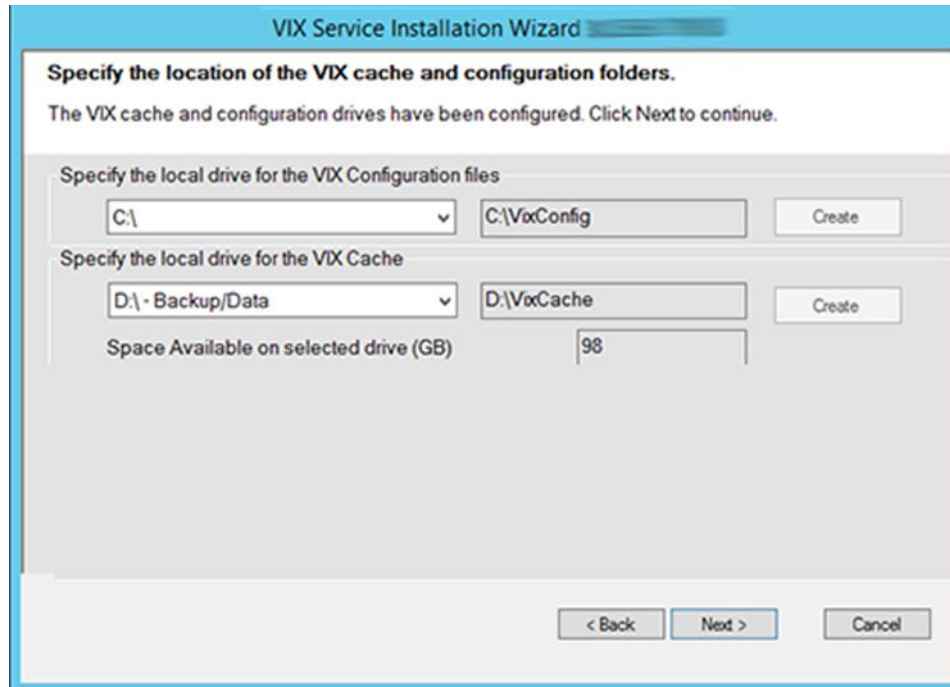 VIX Service Installation Wizard
Specify the location of the VIX cache and configuration folders.
The VIX cache and configuration drives have been configured. Click Next to continue.
Specify the local drive for the VIX Configuration files
C:\ C:\VixConfig Create
Specify the local drive for the VIX Cache
D:\ - Backup/Data D:\VixCache Create
Space Available on selected drive (GB) 98
< Back Next > Cancel